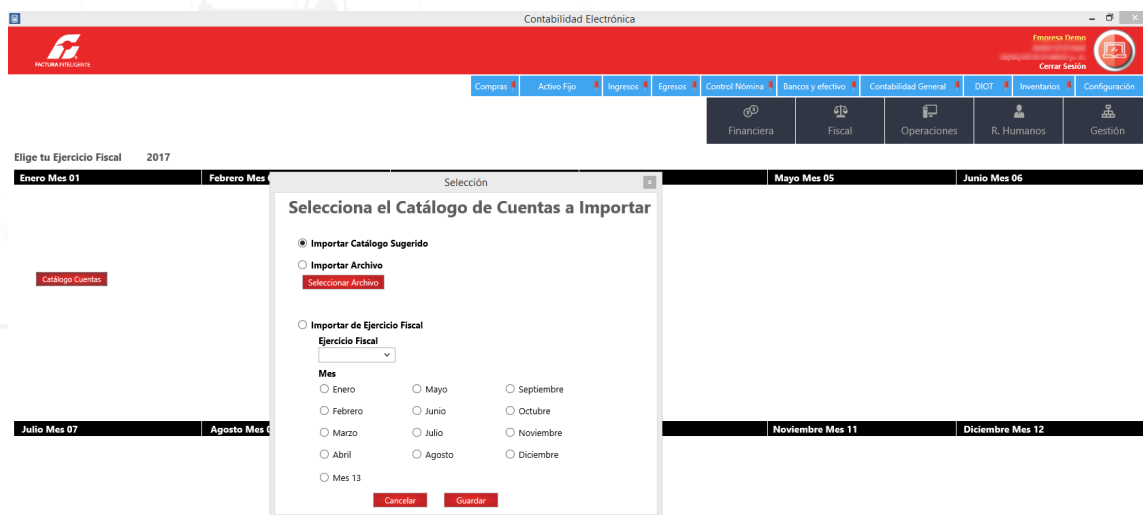 Contabilidad Electrónica
FACTURA INTELIGENTE
Empresa Demo
Cerrar Sesión
Compras Activo Fijo Ingresos Egresos Control Nómina Bancos y efectivo Contabilidad General DIOT Inventarios Configuración
Financiera Fiscal Operaciones R. Humanos Gestión
Elige tu Ejercicio Fiscal 2017
Enero Mes 01 Febrero Mes Mayo Mes 05 Junio Mes 06
Selección
Selecciona el Catálogo de Cuentas a Importar
Importar Catálogo Sugerido
Importar Archivo
Catálogo Cuentas
Seleccionar Archivo
Importar de Ejercicio Fiscal
Ejercicio Fiscal
Mes
Enero Mayo Septiembre
Febrero Junio Octubre
Julio Mes 07 Agosto Mes Noviembre Mes 11 Diciembre Mes 12
Marzo Julio Noviembre
Abril Agosto Diciembre
Mes 13
Cancelar Guardar